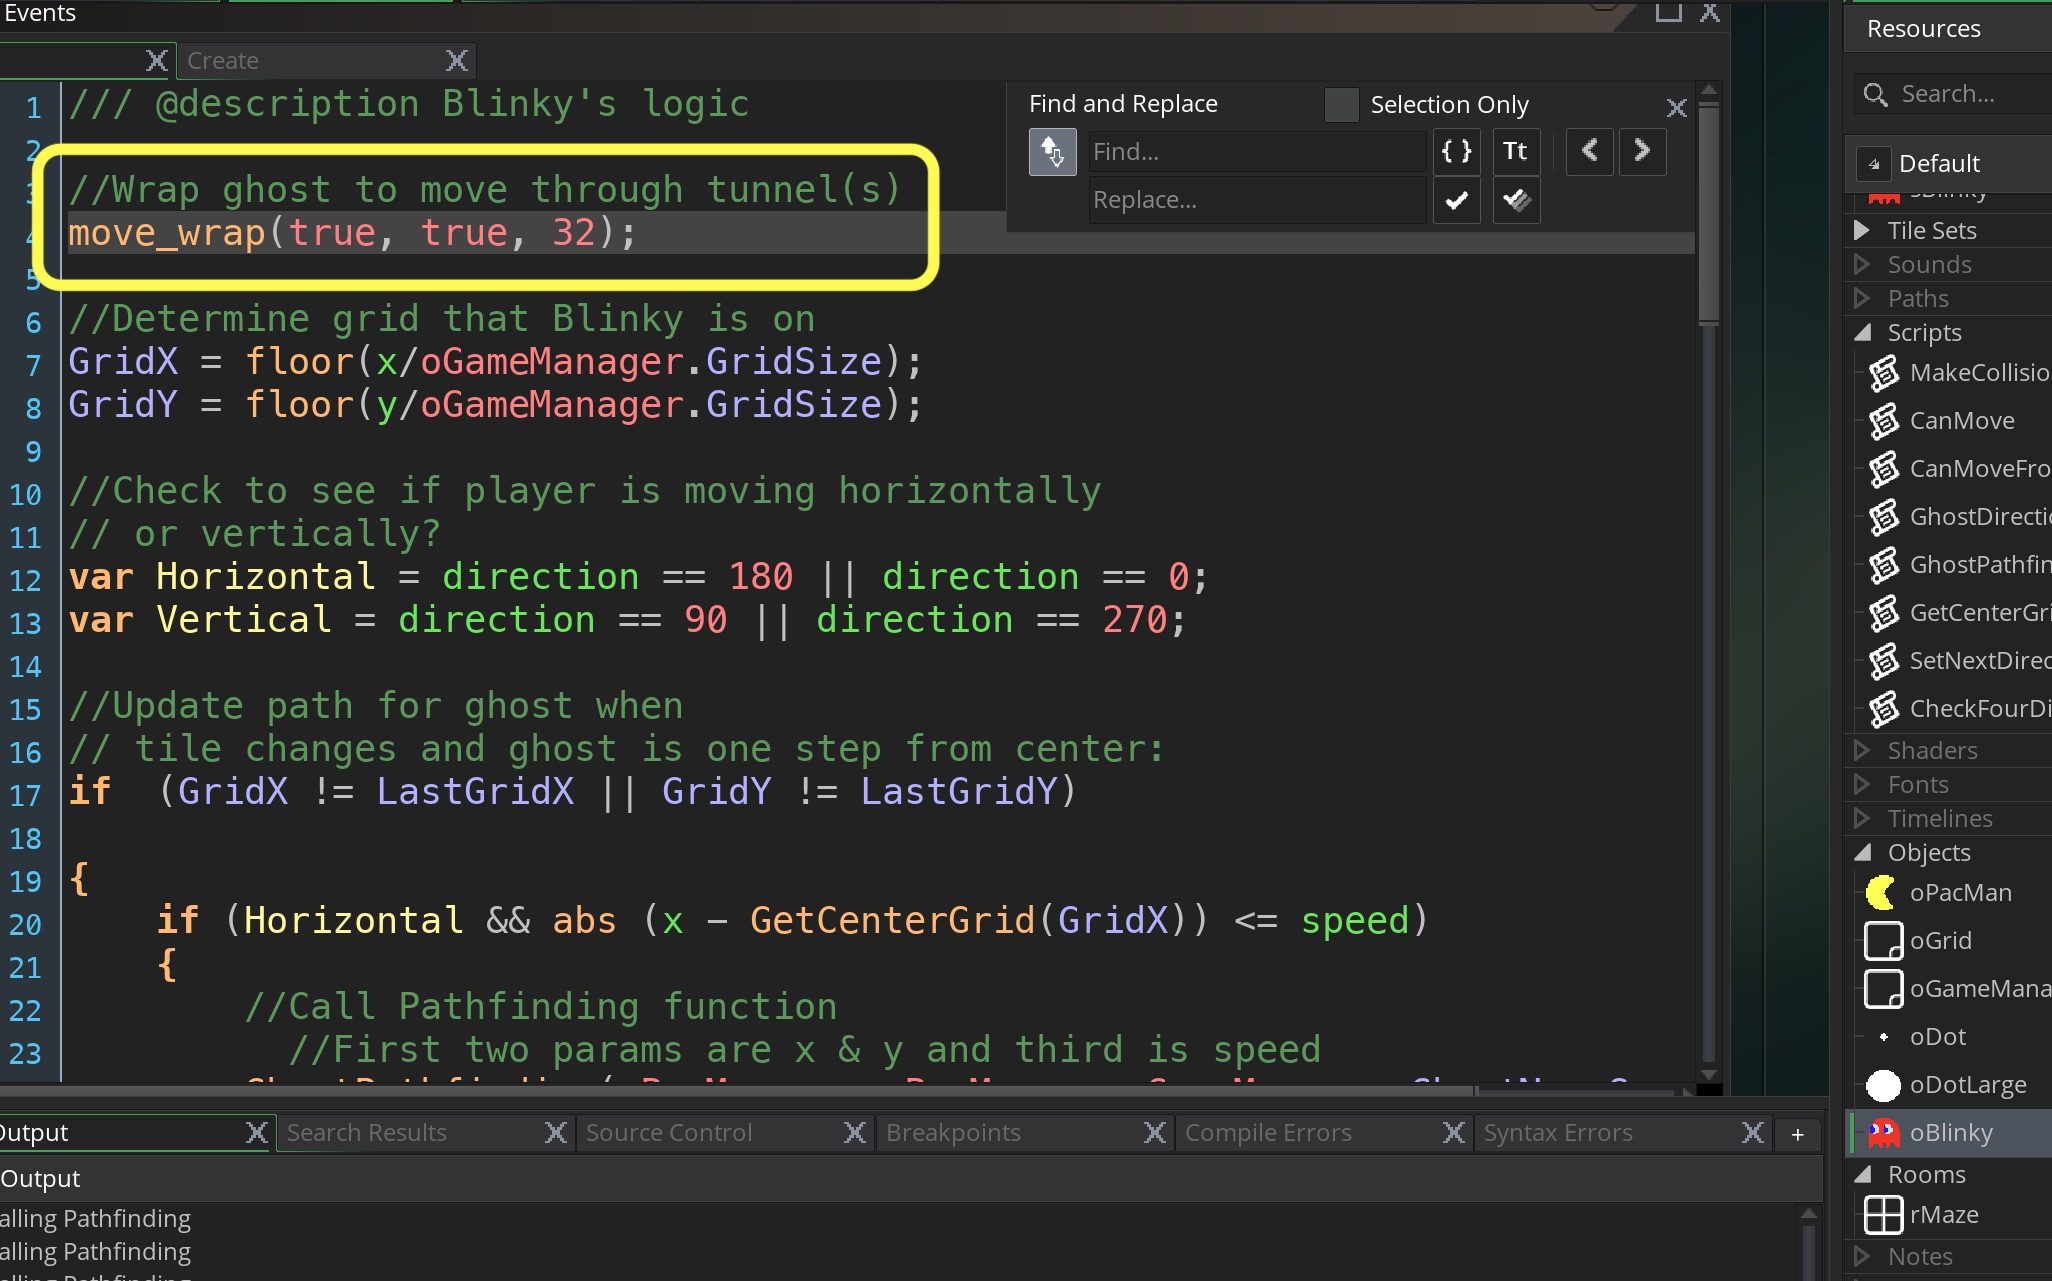 Events
Create
1 /// @description Blinky's logic
2
3 //Wrap ghost to move through tunnel(s)
4 move_wrap(true, true, 32);
5
6 //Determine grid that Blinky is on
7 GridX = floor(x/oGameManager.GridSize);
8 GridY = floor(y/oGameManager.GridSize);
9
10 //Check to see if player is moving horizontally
11 // or vertically?
12 var Horizontal = direction == 180 || direction == 0;
13 var Vertical = direction == 90 || direction == 270;
14
15 //Update path for ghost when
16 // tile changes and ghost is one step from center:
17 if  (GridX != LastGridX || GridY != LastGridY)
18
19 {
20 if (Horizontal && abs (x - GetCenterGrid(GridX)) <= speed)
21 {
22 //Call Pathfinding function
23 //First two params are x & y and third is speed
Find and Replace
Selection Only
Find...
{ } Tt < >
Replace...
Output
Search Results
Source Control
Breakpoints
Compile Errors
Syntax Errors
+
Output
alling Pathfinding
alling Pathfinding
alling Pathfinding
Resources
Search...
Default
sBlinky
Tile Sets
Sounds
Paths
Scripts
MakeCollisio
CanMove
CanMoveFro
GhostDirectio
GhostPathfin
GetCenterGri
SetNextDirec
CheckFourDi
Shaders
Fonts
Timelines
Objects
oPacMan
oGrid
oGameMana
oDot
oDotLarge
oBlinky
Rooms
rMaze
Notes